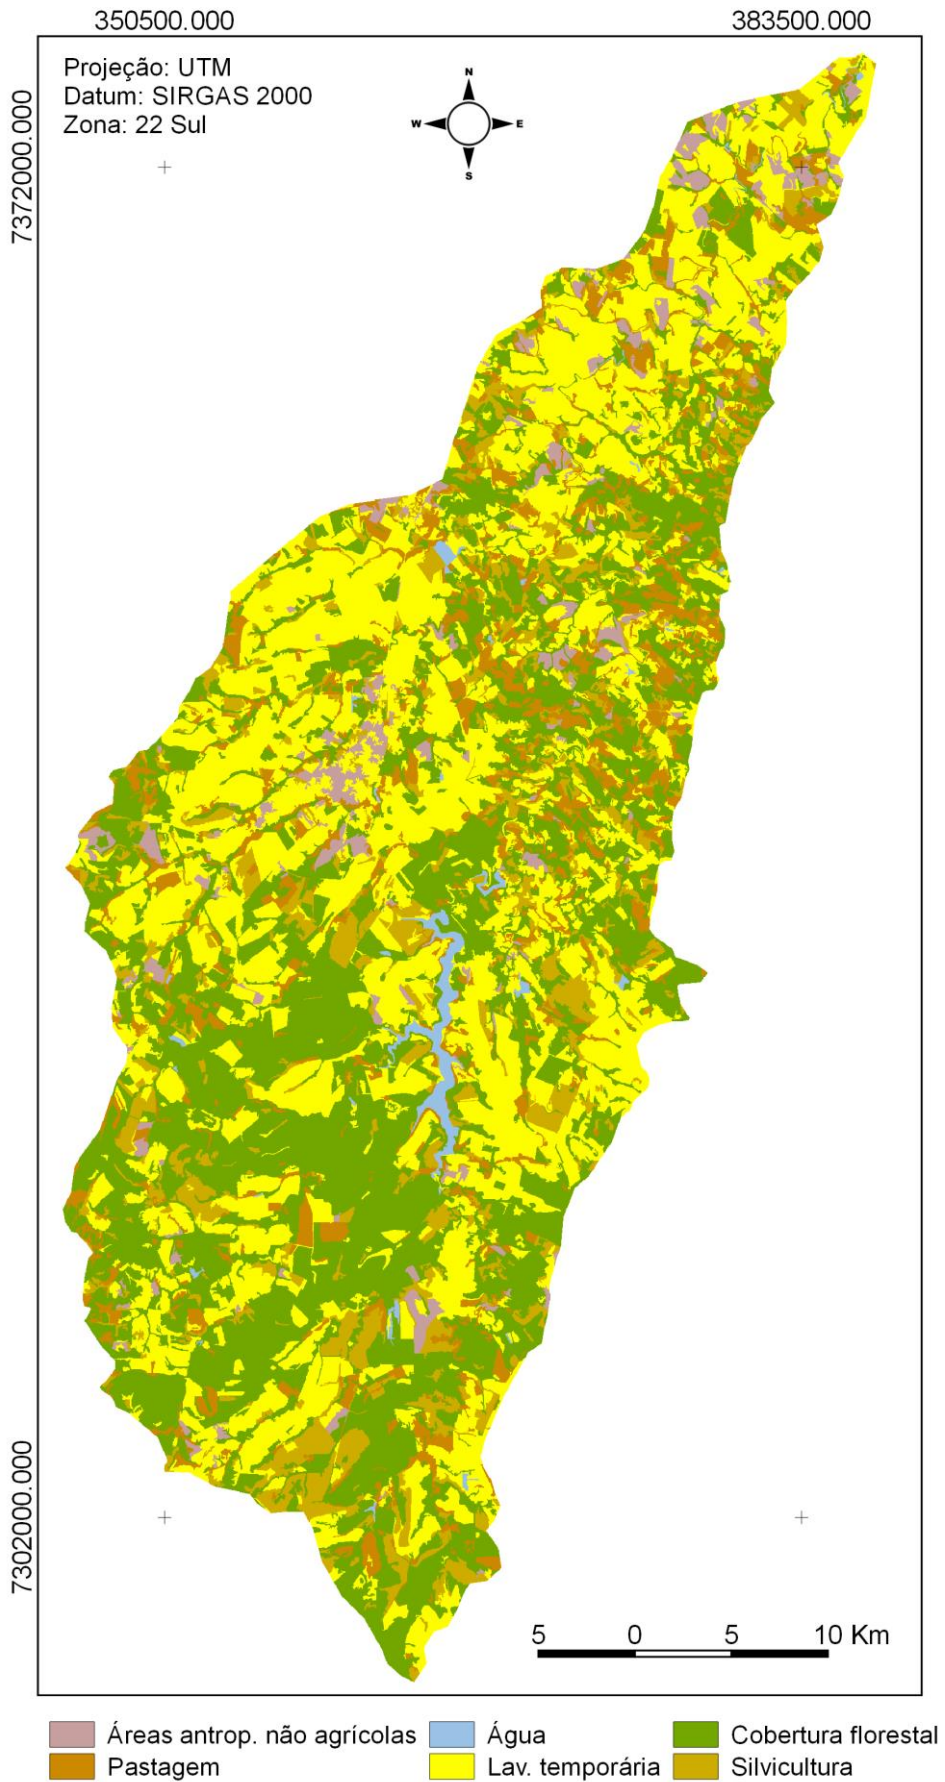 350500.000 383500.000
Projeção: UTM
Datum: SIRGAS 2000
Zona: 22 Sul
N
W E
S
7372000.000
7302000.000
5 0 5 10 Km
Áreas antrop. não agrícolas Água Cobertura florestal
Pastagem Lav. temporária Silvicultura